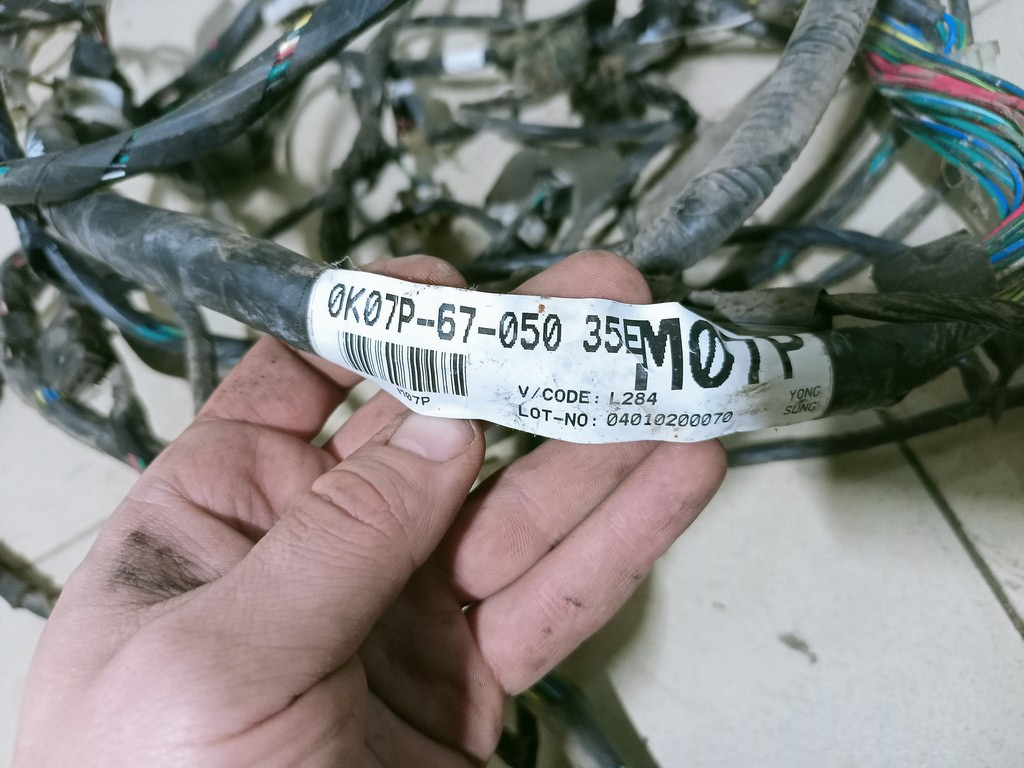 0K07P-67-050 35E
M07P
V/CODE: L284
LOT-NO: 04010200070
YONG
SUNG